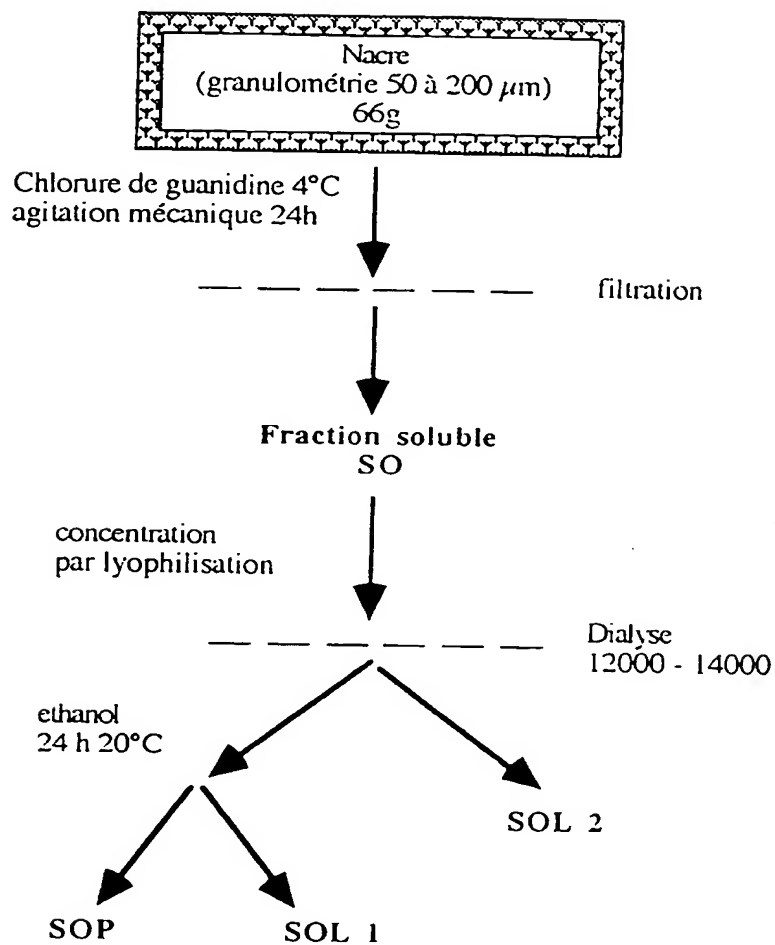 Nacre
(granulométrie 50 à 200 µm)
66g
Chlorure de guanidine 4°C
agitation mécanique 24h
filtration
Fraction soluble
SO
concentration
par lyophilisation
Dialyse
12000 - 14000
ethanol
24 h 20°C
SOL 2
SOP
SOL 1